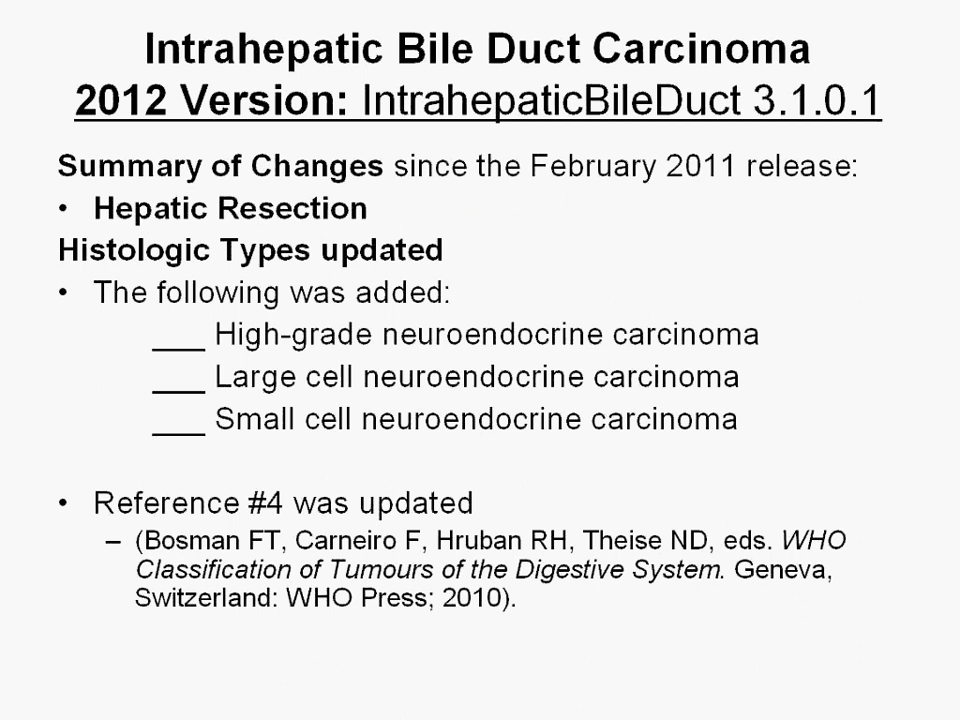 Intrahepatic Bile Duct Carcinoma
2012 Version: IntrahepaticBileDuct 3.1.0.1
Summary of Changes since the February 2011 release:
• Hepatic Resection
Histologic Types updated
• The following was added:
___ High-grade neuroendocrine carcinoma
___ Large cell neuroendocrine carcinoma
___ Small cell neuroendocrine carcinoma
• Reference #4 was updated
– (Bosman FT, Carneiro F, Hruban RH, Theise ND, eds. WHO
Classification of Tumours of the Digestive System. Geneva,
Switzerland: WHO Press; 2010).